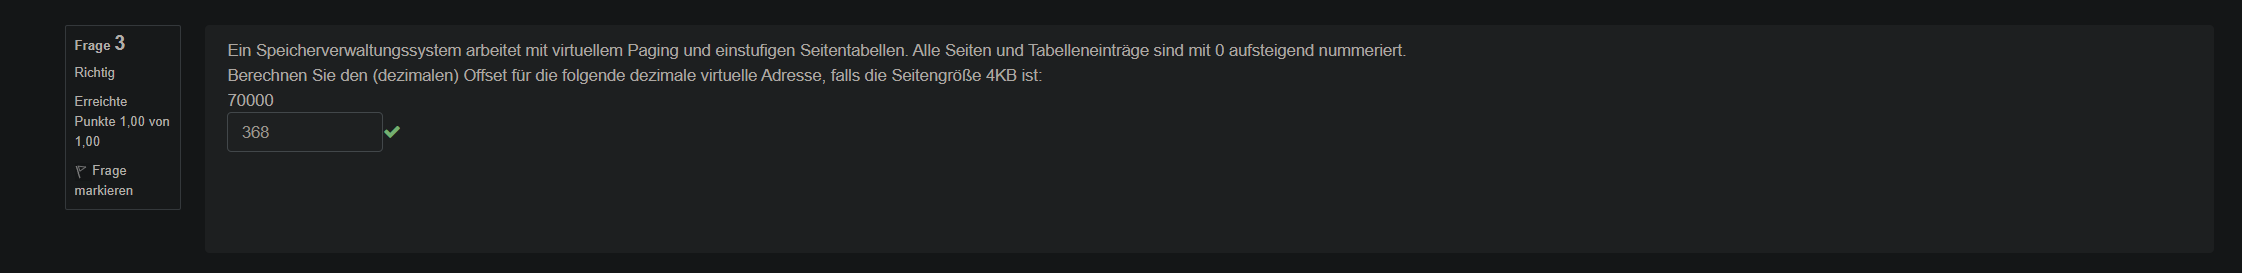 Frage 3
Richtig
Erreichte
Punkte 1,00 von
1,00
Frage
markieren
Ein Speicherverwaltungssystem arbeitet mit virtuellem Paging und einstufigen Seitentabellen. Alle Seiten und Tabelleneinträge sind mit 0 aufsteigend nummeriert.
Berechnen Sie den (dezimalen) Offset für die folgende dezimale virtuelle Adresse, falls die Seitengröße 4KB ist:
70000
368